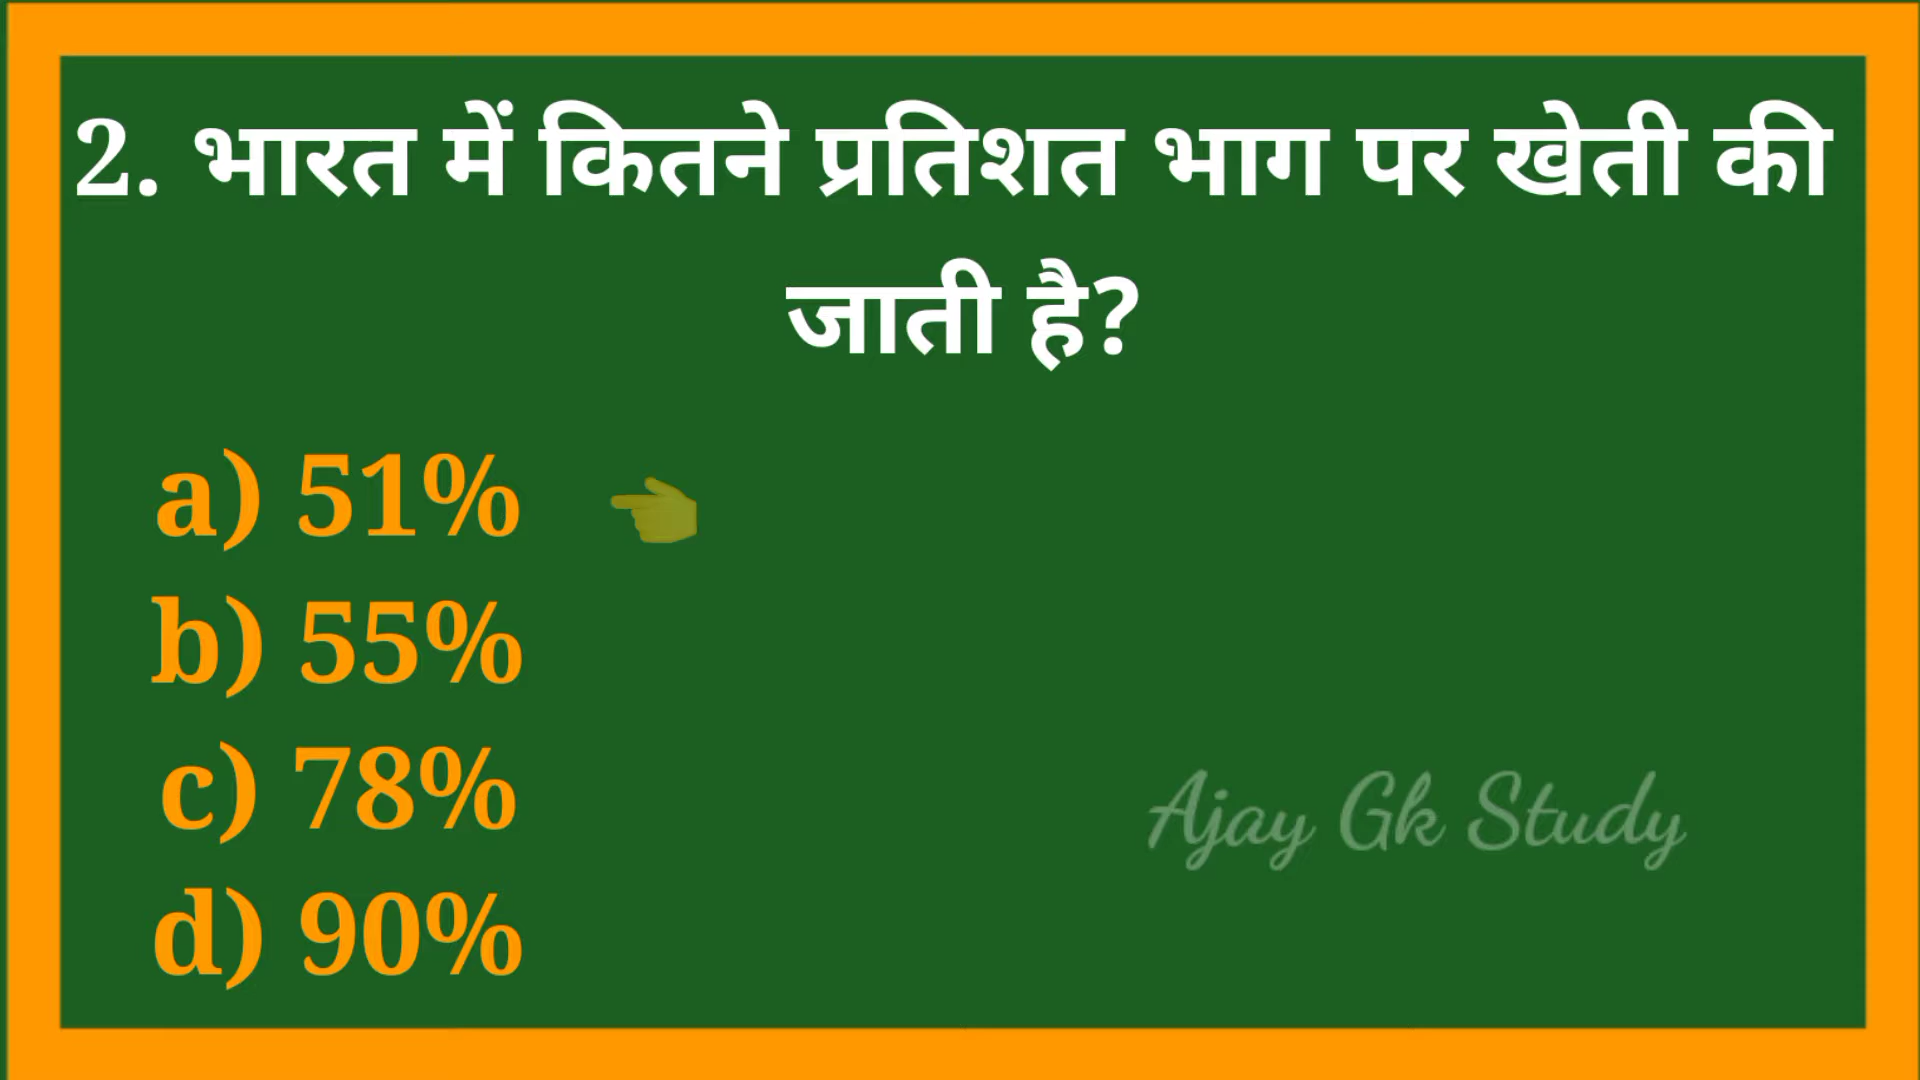 2. भारत में कितने प्रतिशत भाग पर खेती की
जाती है?
a) 51%
b) 55%
c) 78%
d) 90%
Ajay Gk Study